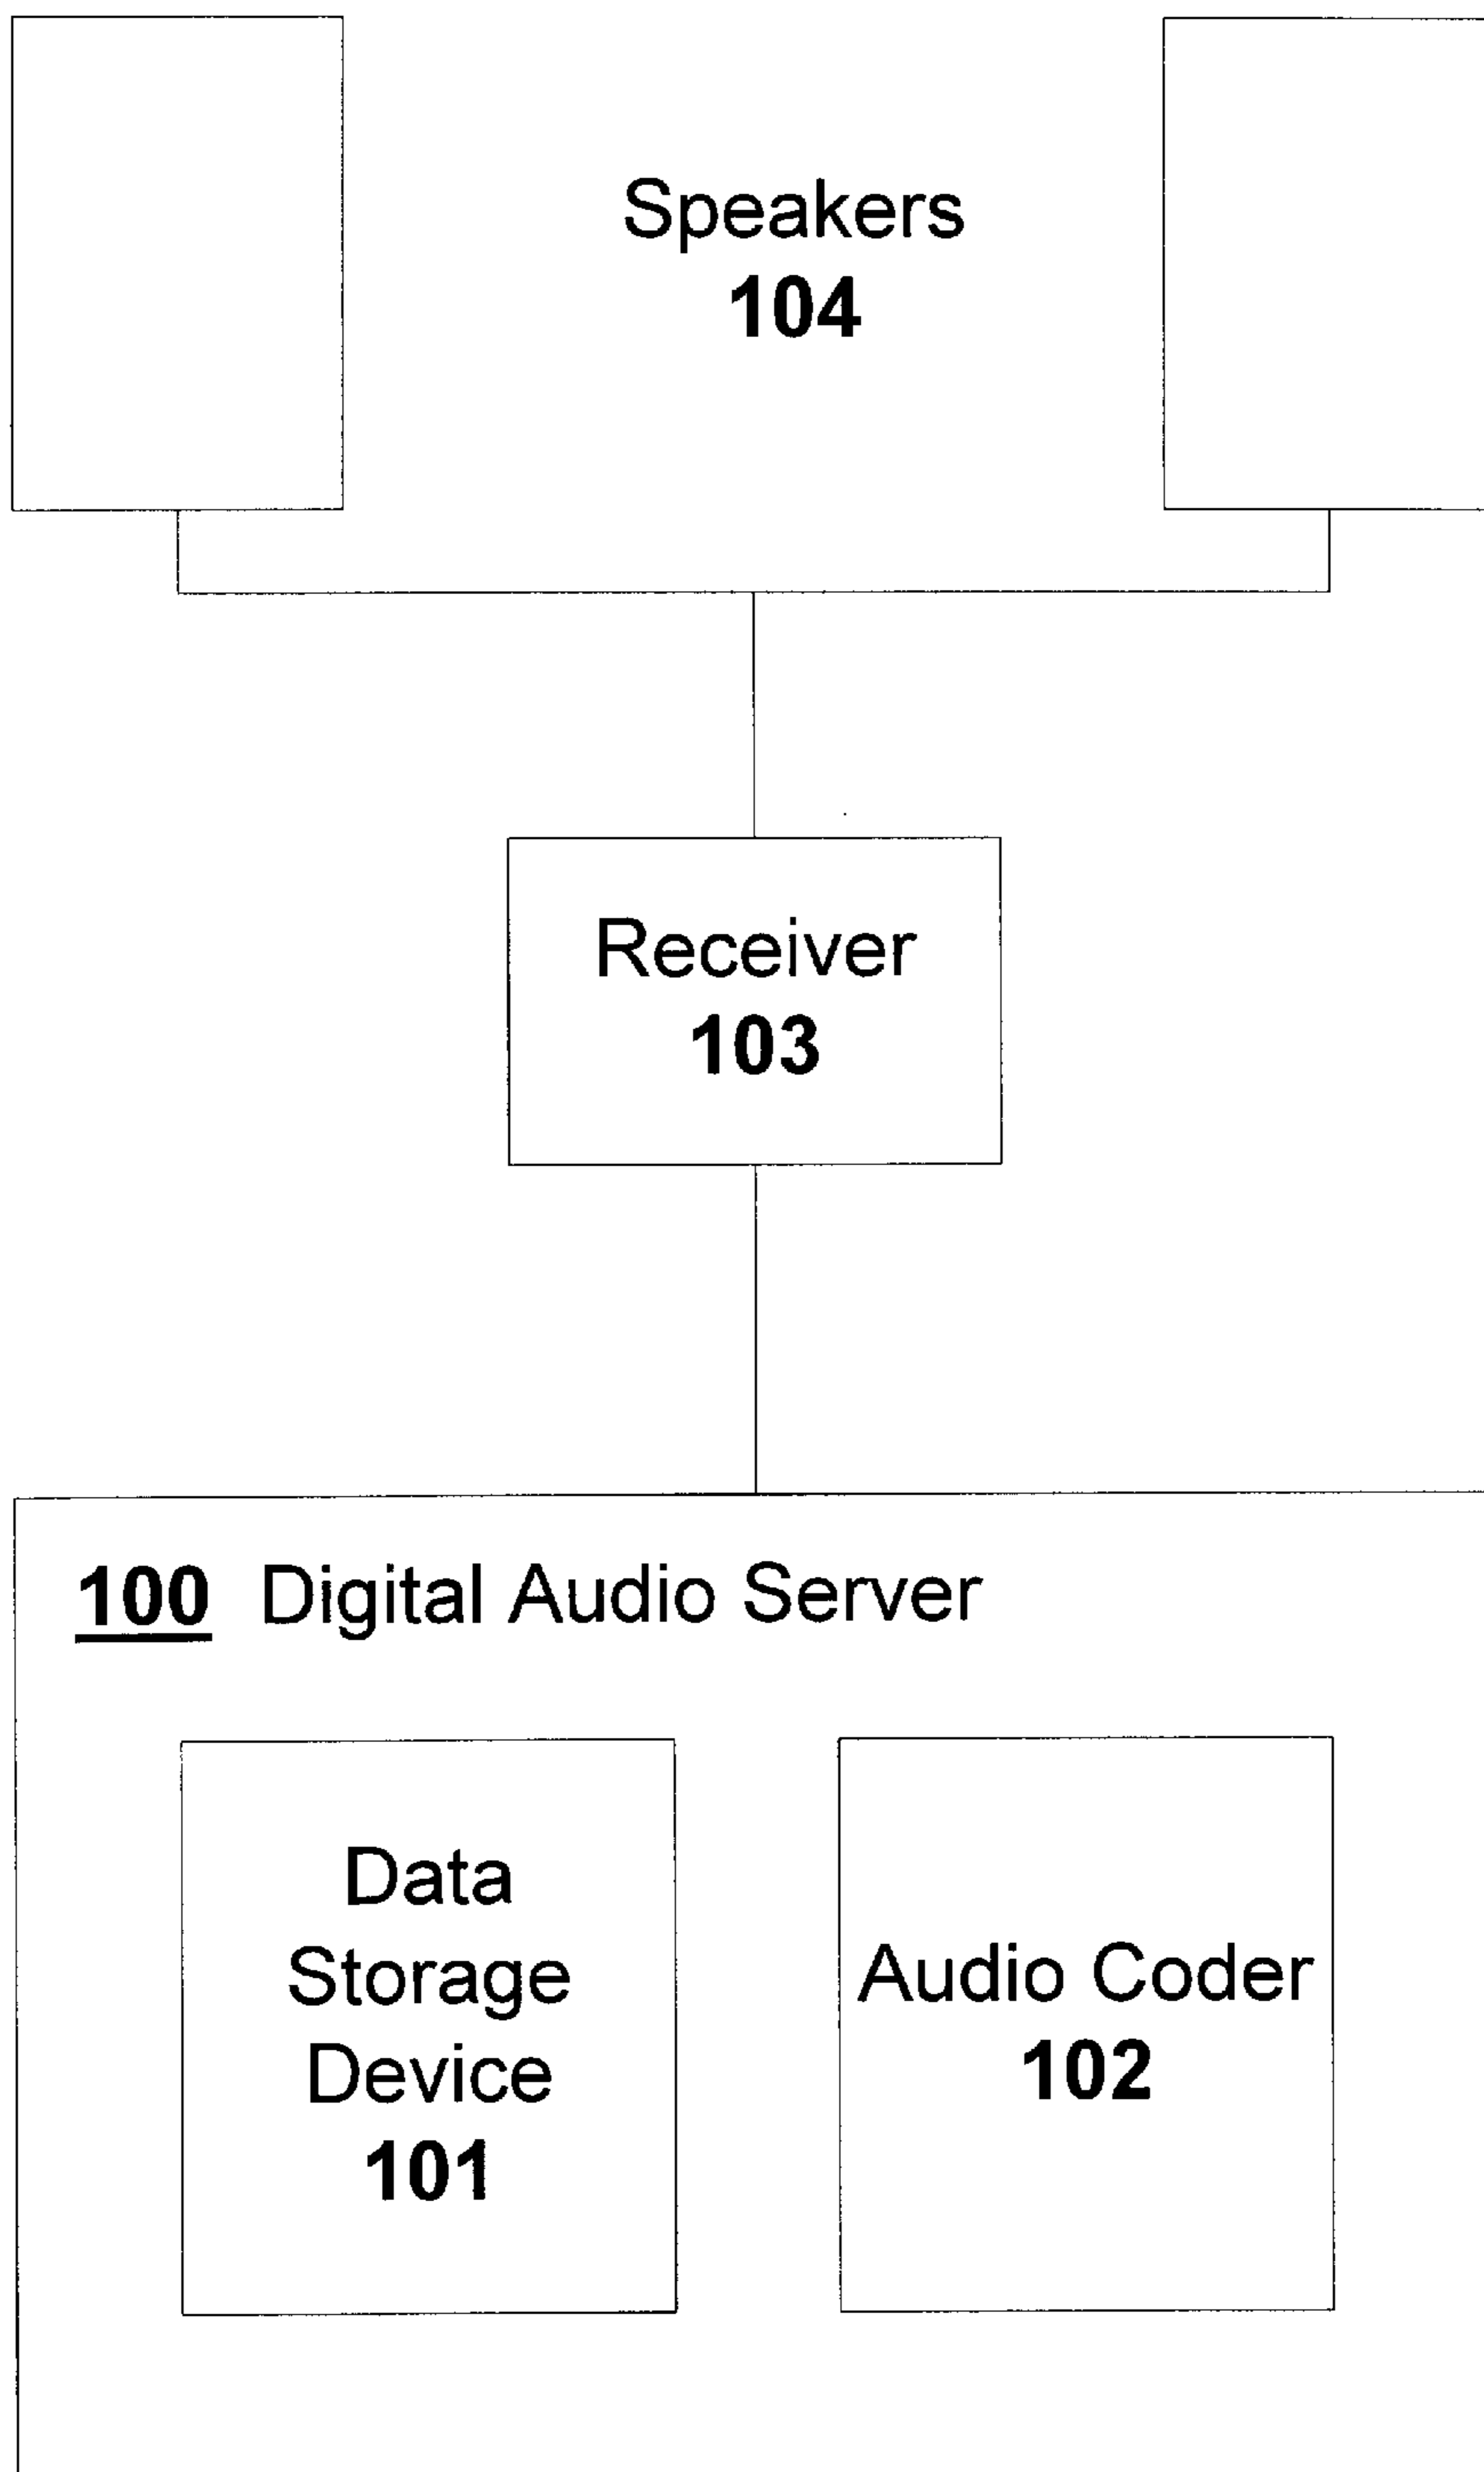 Speakers
104
Receiver
103
100 Digital Audio Server
Data
Storage
Device
101
Audio Coder
102